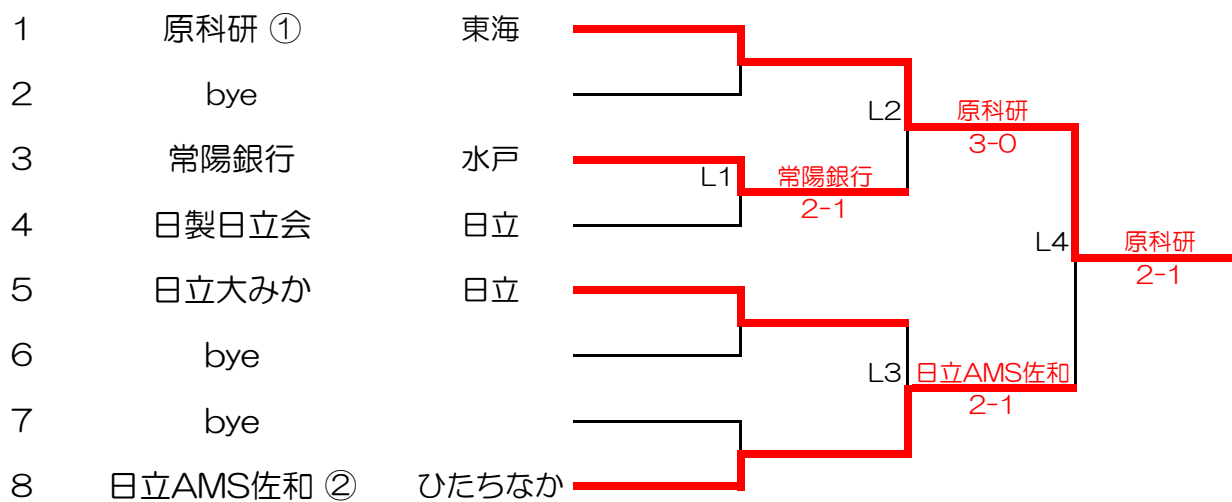 1 原科研 ① 東海
2 bye
L2 原科研
3-0
3 常陽銀行 水戸
L1 常陽銀行
2-1
4 日製日立会 日立
L4 原科研
2-1
5 日立大みか 日立
6 bye
L3 日立AMS佐和
2-1
7 bye
8 日立AMS佐和 ② ひたちなか